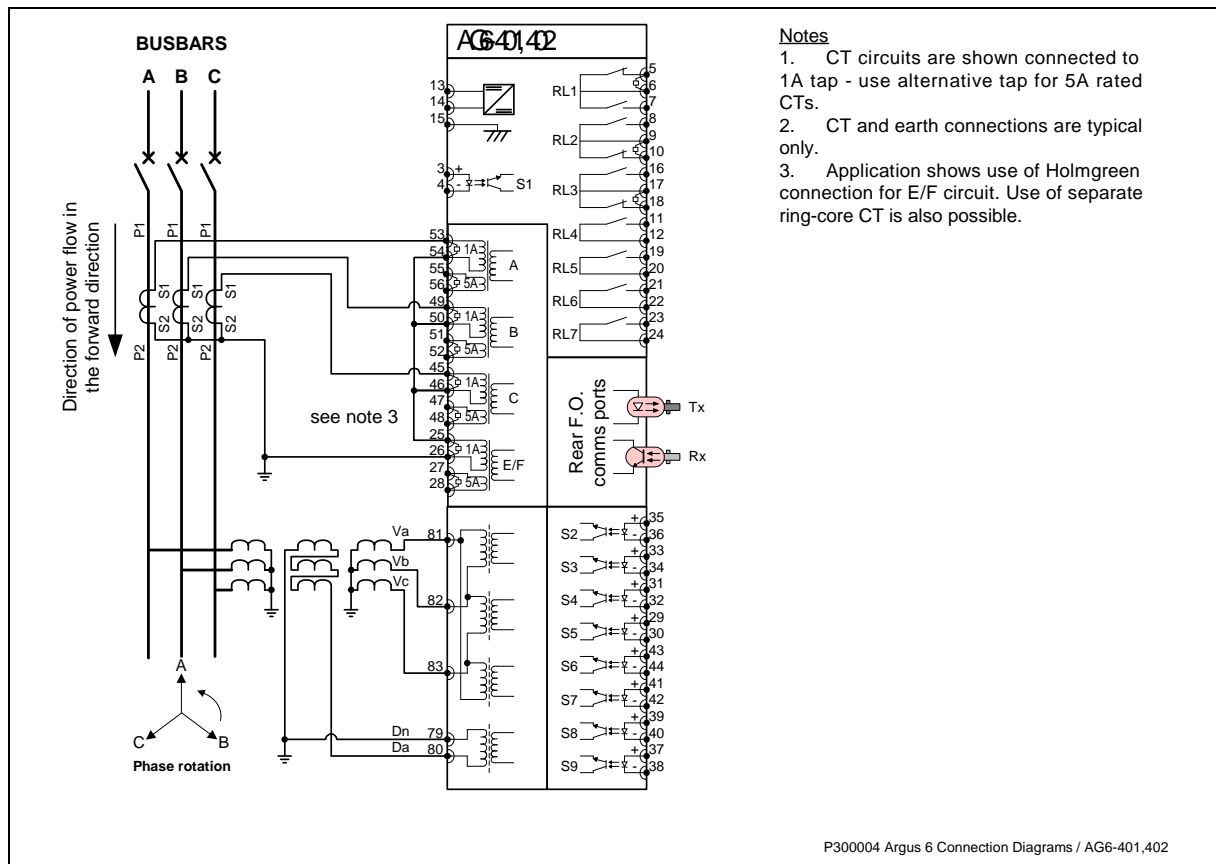 BUSBARS
A B C
AG6-401,402
Notes
1. CT circuits are shown connected to
1A tap - use alternative tap for 5A rated
CTs.
2. CT and earth connections are typical
only.
3. Application shows use of Holmgreen
connection for E/F circuit. Use of separate
ring-core CT is also possible.
Direction of power flow in
the forward direction
P1 P1 P1
S1 S1 S1
S2 S2 S2
P2 P2 P2
see note 3
13
14
15
3 +
4 -
S1
53
54
55
56
1A
5A
A
49
50
51
52
1A
5A
B
45
46
47
48
1A
5A
C
25
26
27
28
1A
5A
E/F
RL1
5
6
7
RL2
8
9
10
RL3
16
17
18
RL4
11
12
RL5
19
20
RL6
21
22
RL7
23
24
Rear F.O.
comms ports
Tx
Rx
Va 81
Vb
82
Vc
83
Dn 79
Da 80
S2 + 35
- 36
S3 + 33
- 34
S4 + 31
- 32
S5 + 29
- 30
S6 + 43
- 44
S7 + 41
- 42
S8 + 39
- 40
S9 + 37
- 38
A
C B
Phase rotation
P300004 Argus 6 Connection Diagrams / AG6-401,402